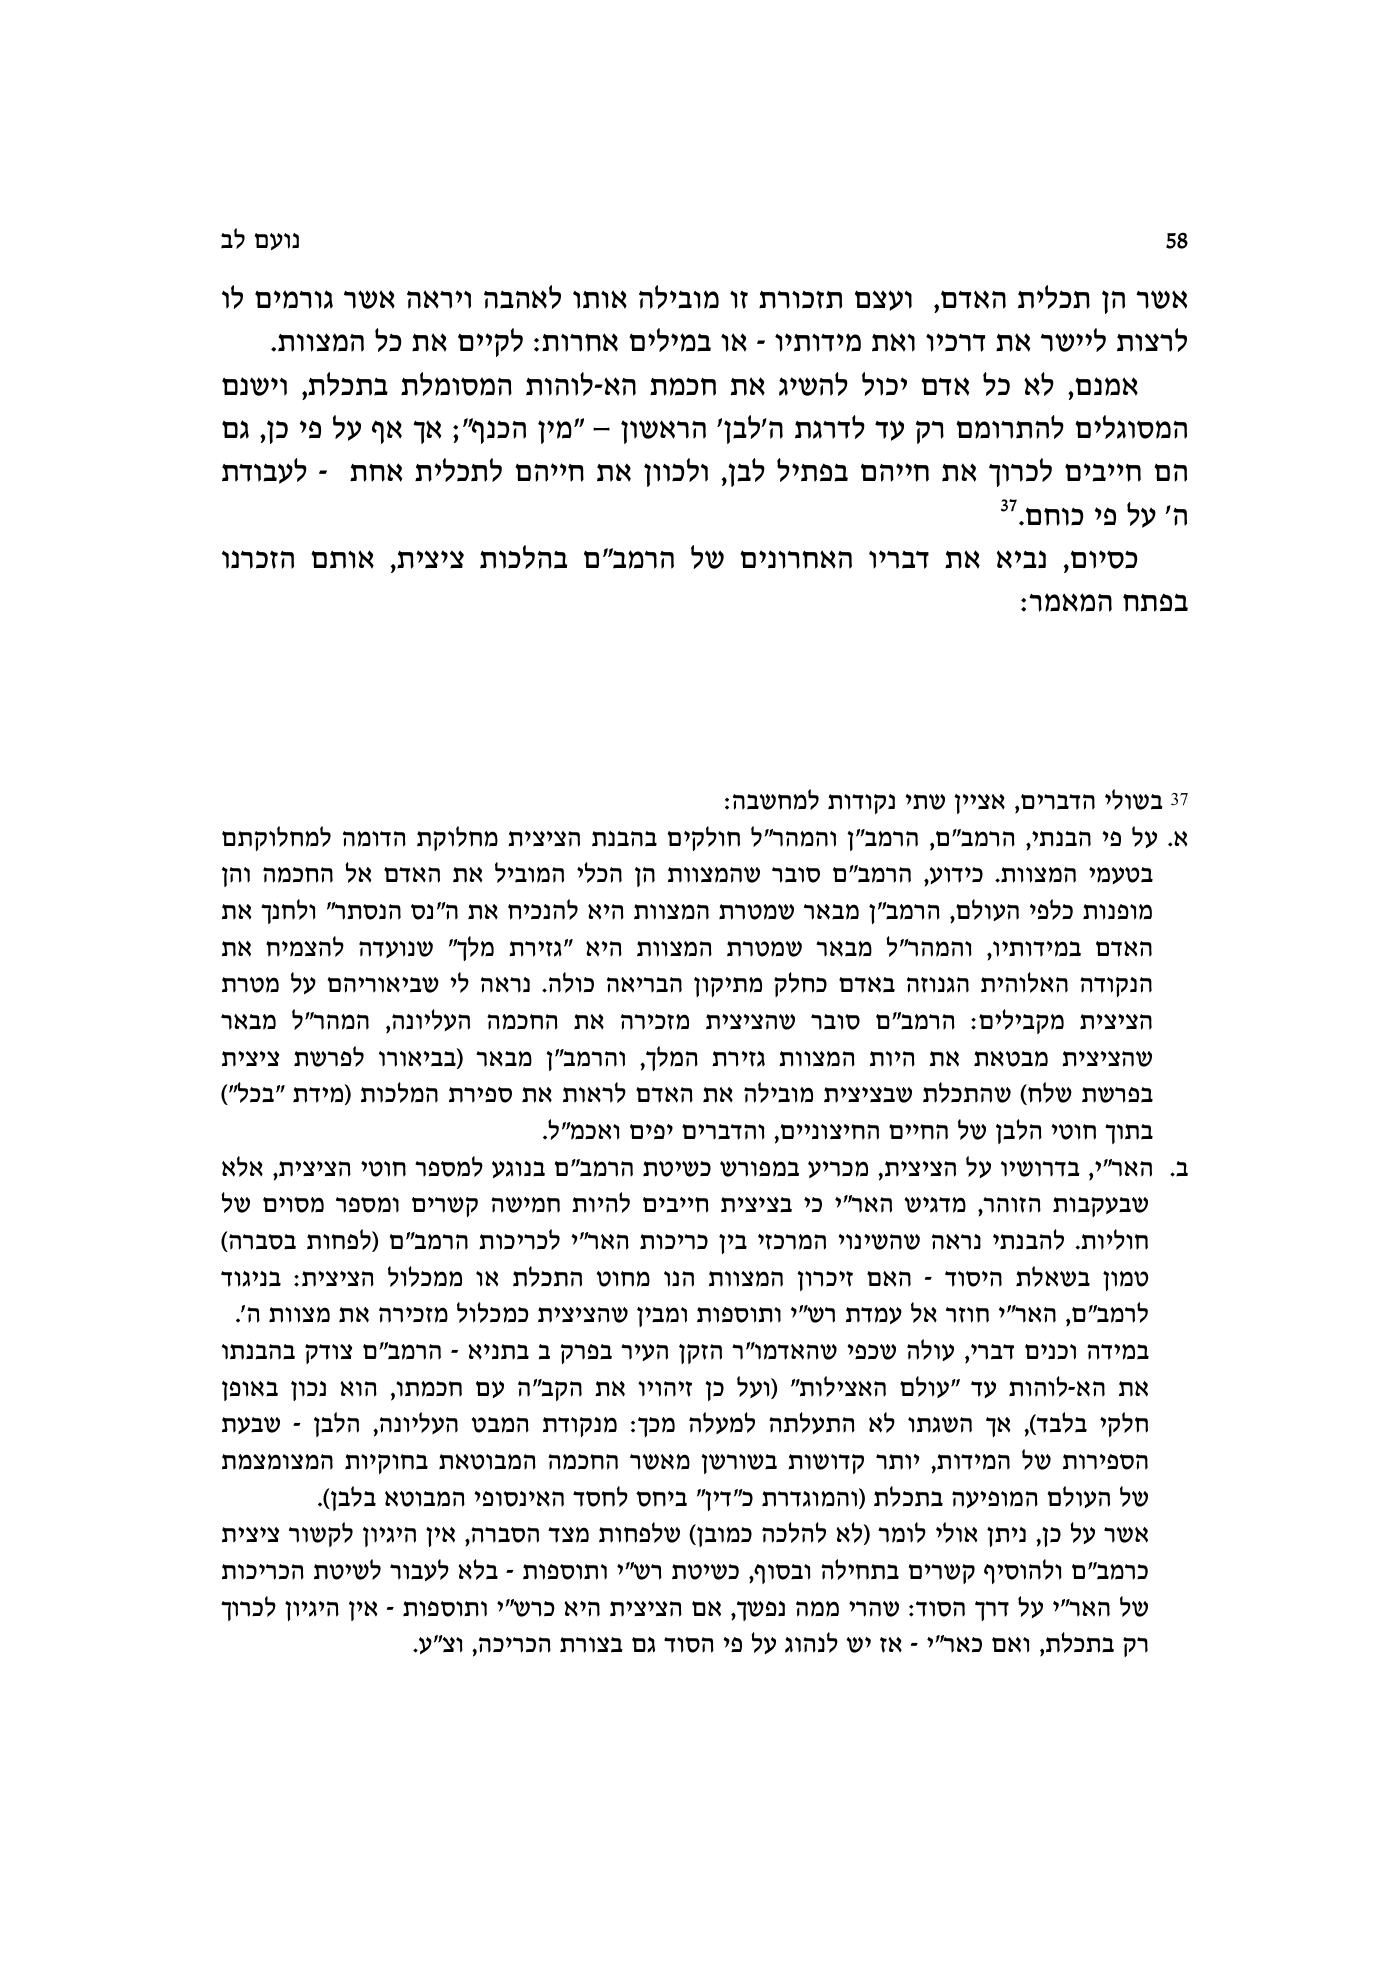 58 נועם לב
אשר הן תכלית האדם, ועצם תזכורת זו מובילה אותו לאהבה ויראה אשר גורמים לו
לרצות ליישר את דרכיו ואת מידותיו - או במילים אחרות: לקיים את כל המצוות.
אמנם, לא כל אדם יכול להשיג את חכמת הא-לוהות המסומלת בתכלת, וישנם
המסוגלים להתרומם רק עד לדרגת ה'לבן' הראשון – "מין הכנף"; אך אף על פי כן, גם
הם חייבים לכרוך את חייהם בפתיל לבן, ולכוון את חייהם לתכלית אחת - לעבודת
ה' על פי כוחם.37
כסיום, נביא את דבריו האחרונים של הרמב"ם בהלכות ציצית, אותם הזכרנו
בפתח המאמר:
37 בשולי הדברים, אציין שתי נקודות למחשבה:
א. על פי הבנתי, הרמב"ם, הרמב"ן והמהר"ל חולקים בהבנת הציצית מחלוקת הדומה למחלוקתם
בטעמי המצוות. כידוע, הרמב"ם סובר שהמצוות הן הכלי המוביל את האדם אל החכמה והן
מופנות כלפי העולם, הרמב"ן מבאר שמטרת המצוות היא להנכיח את ה"נס הנסתר" ולחנך את
האדם במידותיו, והמהר"ל מבאר שמטרת המצוות היא "גזירת מלך" שנועדה להצמיח את
הנקודה האלוהית הגנוזה באדם כחלק מתיקון הבריאה כולה. נראה לי שביאוריהם על מטרת
הציצית מקבילים: הרמב"ם סובר שהציצית מזכירה את החכמה העליונה, המהר"ל מבאר
שהציצית מבטאת את היות המצוות גזירת המלך, והרמב"ן מבאר (בביאורו לפרשת ציצית
בפרשת שלח) שהתכלת שבציצית מובילה את האדם לראות את ספירת המלכות (מידת "בכל")
בתוך חוטי הלבן של החיים החיצוניים, והדברים יפים ואכמ"ל.
ב. האר"י, בדרושיו על הציצית, מכריע במפורש כשיטת הרמב"ם בנוגע למספר חוטי הציצית, אלא
שבעקבות הזוהר, מדגיש האר"י כי בציצית חייבים להיות חמישה קשרים ומספר מסוים של
חוליות. להבנתי נראה שהשינוי המרכזי בין כריכות האר"י לכריכות הרמב"ם (לפחות בסברה)
טמון בשאלת היסוד - האם זיכרון המצוות הנו מחוט התכלת או ממכלול הציצית: בניגוד
לרמב"ם, האר"י חוזר אל עמדת רש"י ותוספות ומבין שהציצית כמכלול מזכירה את מצוות ה'.
במידה וכנים דברי, עולה שכפי שהאדמו"ר הזקן העיר בפרק ב בתניא - הרמב"ם צודק בהבנתו
את הא-לוהות עד "עולם האצילות" (ועל כן זיהויו את הקב"ה עם חכמתו, הוא נכון באופן
חלקי בלבד), אך השגתו לא התעלתה למעלה מכך: מנקודת המבט העליונה, הלבן - שבעת
הספירות של המידות, יותר קדושות בשורשן מאשר החכמה המבוטאת בחוקיות המצומצמת
של העולם המופיעה בתכלת (והמוגדרת כ"דין" ביחס לחסד האינסופי המבוטא בלבן).
אשר על כן, ניתן אולי לומר (לא להלכה כמובן) שלפחות מצד הסברה, אין היגיון לקשור ציצית
כרמב"ם ולהוסיף קשרים בתחילה ובסוף, כשיטת רש"י ותוספות - בלא לעבור לשיטת הכריכות
של האר"י על דרך הסוד: שהרי ממה נפשך, אם הציצית היא כרש"י ותוספות - אין היגיון לכרוך
רק בתכלת, ואם כאר"י - אז יש לנהוג על פי הסוד גם בצורת הכריכה, וצ"ע.